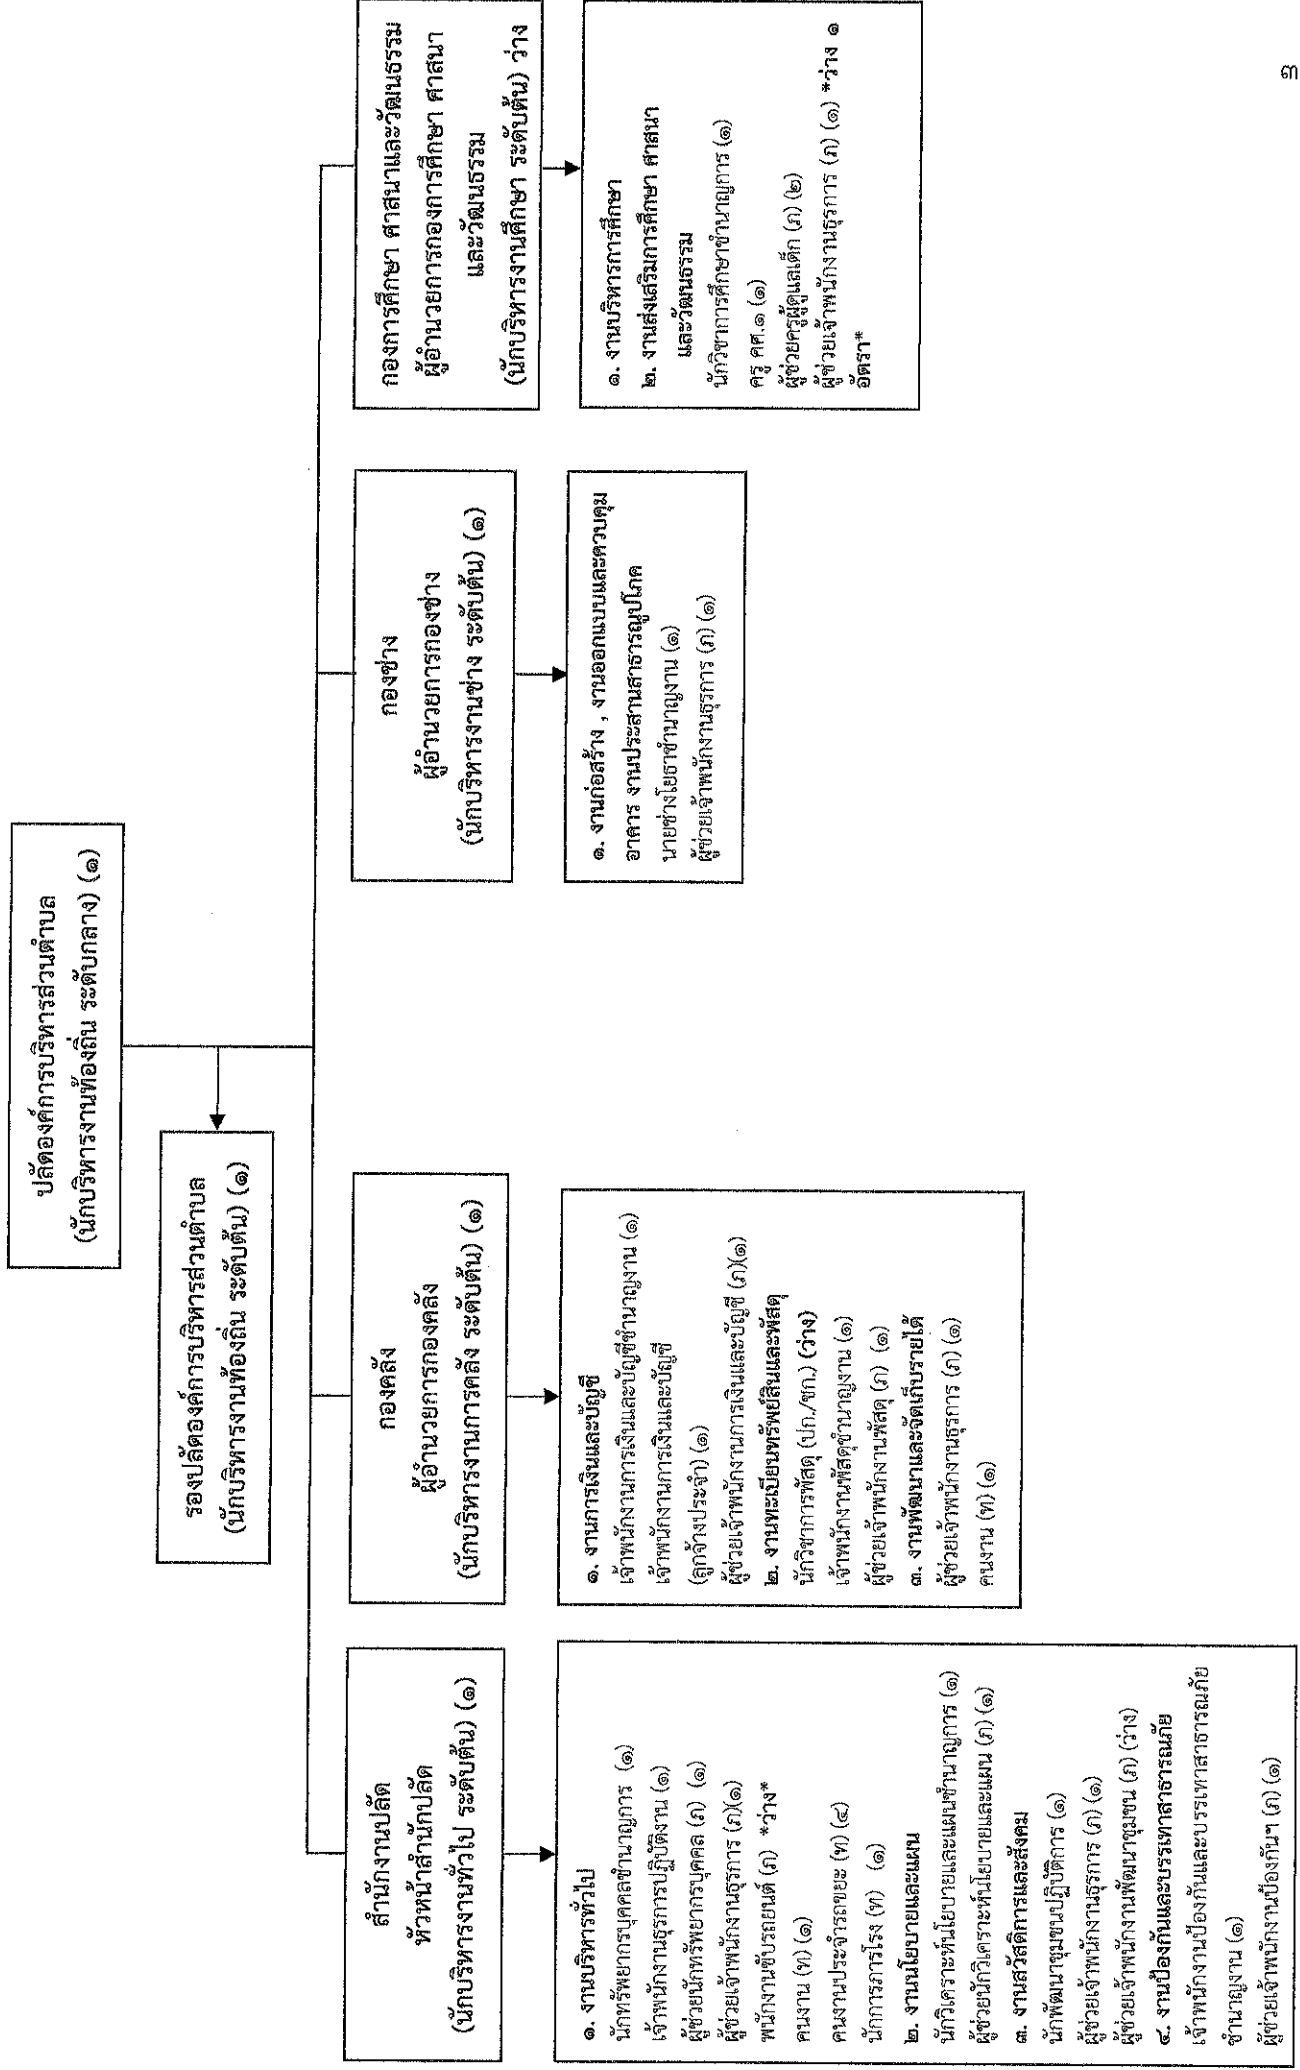 ปลัดองค์การบริหารส่วนตำบล
(นักบริหารงานท้องถิ่น ระดับกลาง) (๑)
รองปลัดองค์การบริหารส่วนตำบล
(นักบริหารงานท้องถิ่น ระดับต้น) (๑)
สำนักงานปลัด
หัวหน้าสำนักปลัด
(นักบริหารงานทั่วไป ระดับต้น) (๑)
๑. งานบริหารทั่วไป
นักทรัพยากรบุคคลชำนาญการ (๑)
เจ้าพนักงานธุรการปฏิบัติงาน (๑)
ผู้ช่วยนักทรัพยากรบุคคล (ภ) (๑)
ผู้ช่วยเจ้าพนักงานธุรการ (ภ)(๑)
พนักงานขับรถยนต์ (ภ) *ว่าง*
คนงาน (ท) (๑)
คนงานประจำรถขยะ (ท) (๔)
นักการภารโรง (ท) (๑)
๒. งานนโยบายและแผน
นักวิเคราะห์นโยบายและแผนชำนาญการ (๑)
ผู้ช่วยนักวิเคราะห์นโยบายและแผน (ภ) (๑)
๓. งานสวัสดิการและสังคม
นักพัฒนาชุมชนปฏิบัติการ (๑)
ผู้ช่วยเจ้าพนักงานธุรการ (ภ) (๑)
ผู้ช่วยเจ้าพนักงานพัฒนาชุมชน (ภ) (ว่าง)
๔. งานป้องกันและบรรเทาสาธารณภัย
เจ้าพนักงานป้องกันและบรรเทาสาธารณภัย
ชำนาญงาน (๑)
ผู้ช่วยเจ้าพนักงานป้องกันฯ (ภ) (๑)
กองคลัง
ผู้อำนวยการกองคลัง
(นักบริหารงานการคลัง ระดับต้น) (๑)
๑. งานการเงินและบัญชี
เจ้าพนักงานการเงินและบัญชีชำนาญงาน (๑)
เจ้าพนักงานการเงินและบัญชี
(ลูกจ้างประจำ) (๑)
ผู้ช่วยเจ้าพนักงานการเงินและบัญชี (ภ)(๑)
๒. งานทะเบียนทรัพย์สินและพัสดุ
นักวิชาการพัสดุ (ปก./ชก.) (ว่าง)
เจ้าพนักงานพัสดุชำนาญงาน (๑)
ผู้ช่วยเจ้าพนักงานพัสดุ (ภ) (๑)
๓. งานพัฒนาและจัดเก็บรายได้
ผู้ช่วยเจ้าพนักงานธุรการ (ภ) (๑)
คนงาน (ท) (๑)
กองช่าง
ผู้อำนวยการกองช่าง
(นักบริหารงานช่าง ระดับต้น) (๑)
๑. งานก่อสร้าง , งานออกแบบและควบคุม
อาคาร งานประสานสาธารณูปโภค
นายช่างโยธาชำนาญงาน (๑)
ผู้ช่วยเจ้าพนักงานธุรการ (ภ) (๑)
กองการศึกษา ศาสนาและวัฒนธรรม
ผู้อำนวยการกองการศึกษา ศาสนา
และวัฒนธรรม
(นักบริหารงานศึกษา ระดับต้น) ว่าง
๑. งานบริหารการศึกษา
๒. งานส่งเสริมการศึกษา ศาสนา
และวัฒนธรรม
นักวิชาการศึกษาชำนาญการ (๑)
ครู คศ.๑ (๑)
ผู้ช่วยครูผู้ดูแลเด็ก (ภ) (๒)
ผู้ช่วยเจ้าพนักงานธุรการ (ภ) (๑) *ว่าง ๑
อัตรา*
๓